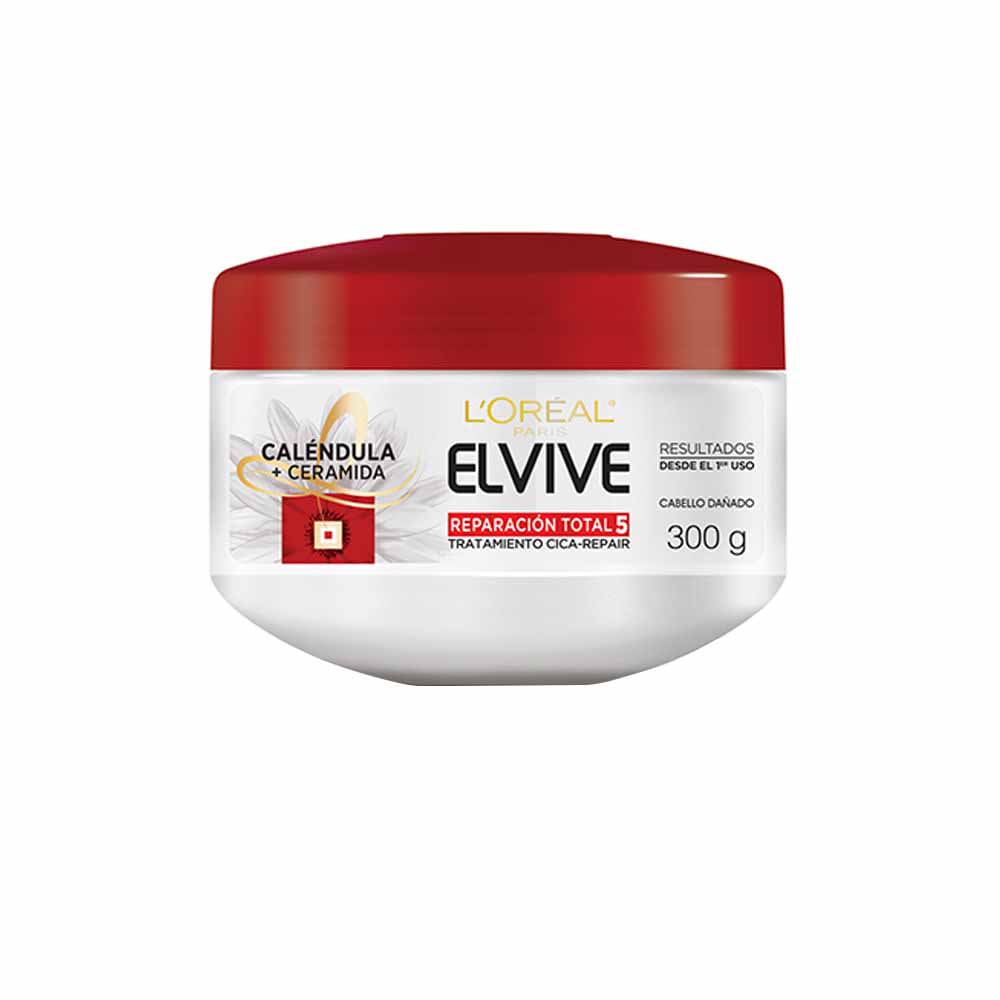 CALÉNDULA
+ CERAMIDA
L'ORÉAL®
PARIS
ELVIVE
REPARACIÓN TOTAL 5
TRATAMIENTO CICA-REPAIR
RESULTADOS
DESDE EL 1ER USO
CABELLO DAÑADO
300 g